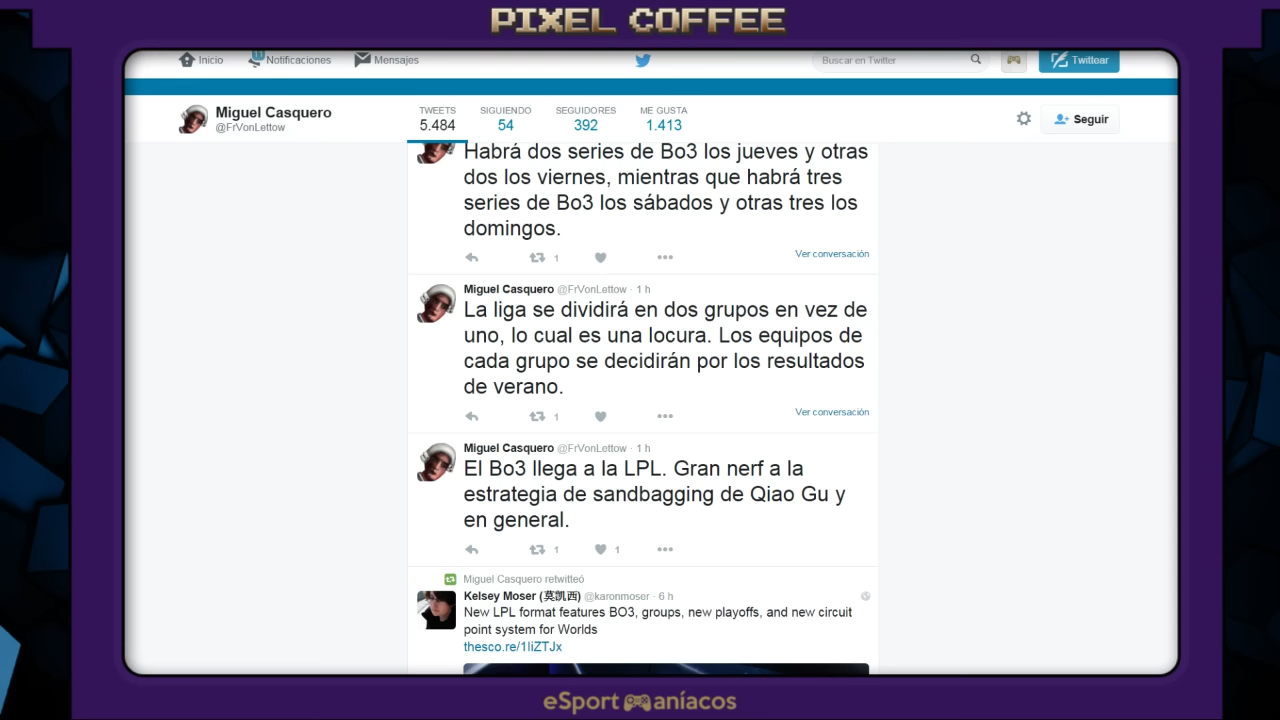 PIXEL COFFEE
Inicio
11
Notificaciones
Mensajes
Buscar en Twitter
Twittear
Miguel Casquero
@FrVonLettow
TWEETS
5.484
SIGUIENDO
54
SEGUIDORES
392
ME GUSTA
1.413
Seguir
Habrá dos series de Bo3 los jueves y otras
dos los viernes, mientras que habrá tres
series de Bo3 los sábados y otras tres los
domingos.
1
Ver conversación
Miguel Casquero @FrVonLettow · 1 h
La liga se dividirá en dos grupos en vez de
uno, lo cual es una locura. Los equipos de
cada grupo se decidirán por los resultados
de verano.
1
Ver conversación
Miguel Casquero @FrVonLettow · 1 h
El Bo3 llega a la LPL. Gran nerf a la
estrategia de sandbagging de Qiao Gu y
en general.
1 1
Miguel Casquero retwitteó
Kelsey Moser (莫凯西) @karonmoser · 6 h
New LPL format features BO3, groups, new playoffs, and new circuit
point system for Worlds
thesco.re/1IiZTJx
eSportmaníacos